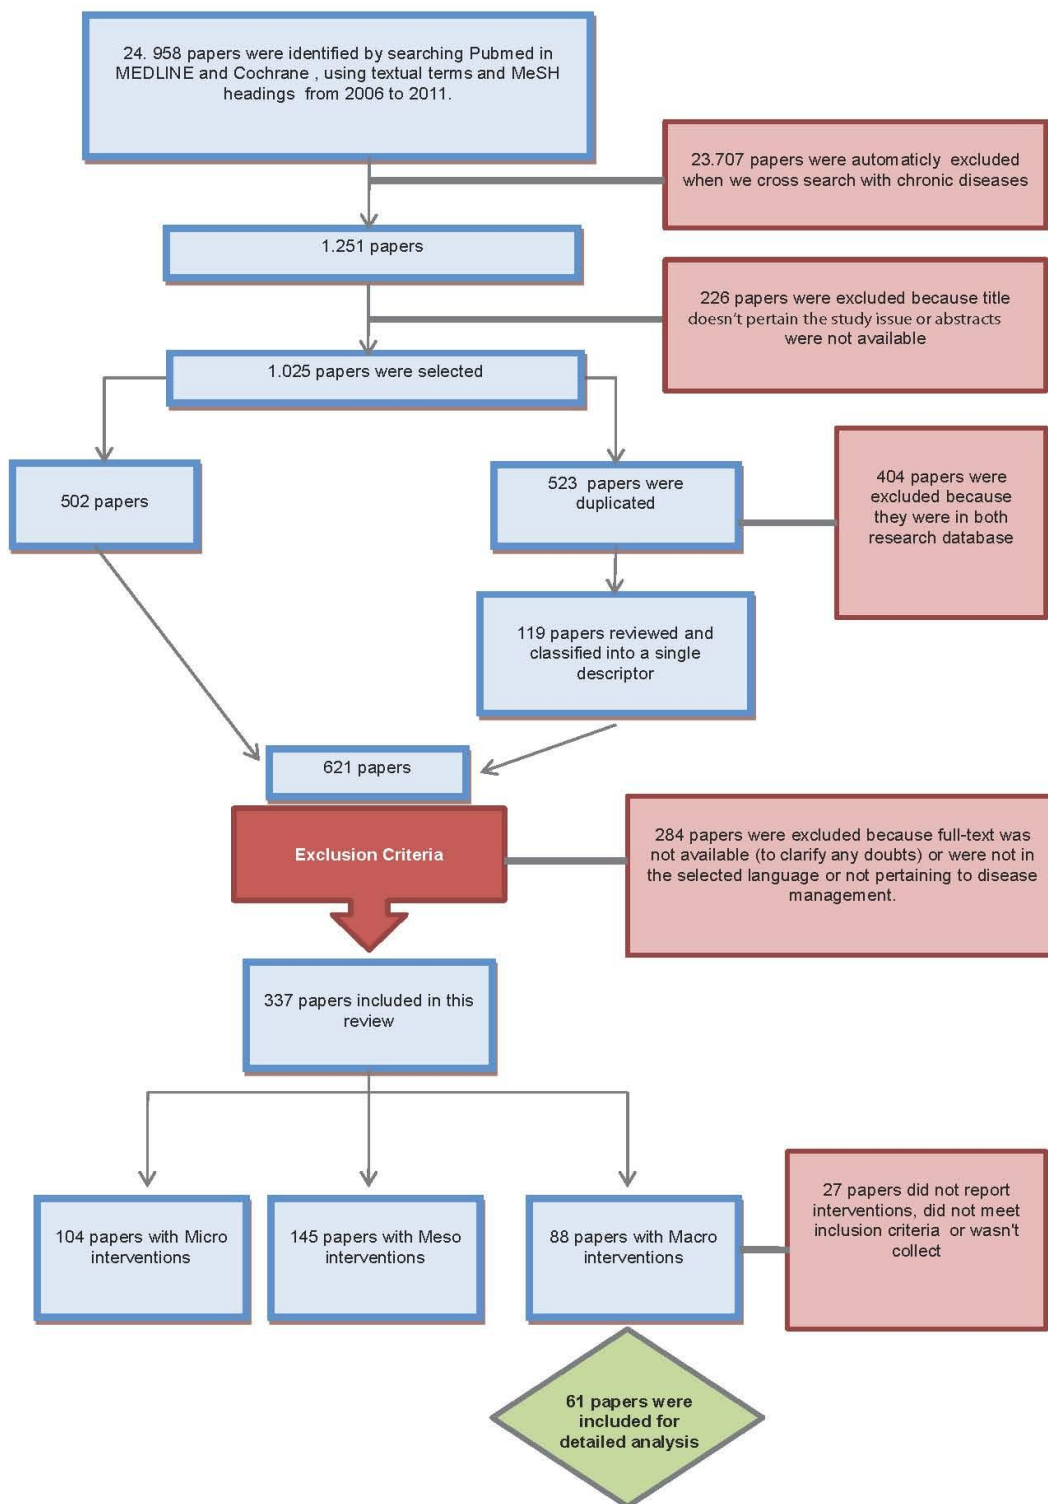 24. 958 papers were identified by searching Pubmed in
MEDLINE and Cochrane , using textual terms and MeSH
headings from 2006 to 2011.
23.707 papers were automaticly excluded
when we cross search with chronic diseases
1.251 papers
226 papers were excluded because title
doesn't pertain the study issue or abstracts
were not available
1.025 papers were selected
502 papers
523 papers were
duplicated
404 papers were
excluded because
they were in both
research database
119 papers reviewed and
classified into a single
descriptor
621 papers
Exclusion Criteria
284 papers were excluded because full-text was
not available (to clarify any doubts) or were not in
the selected language or not pertaining to disease
management.
337 papers included in this
review
104 papers with Micro
interventions
145 papers with Meso
interventions
88 papers with Macro
interventions
27 papers did not report
interventions, did not meet
inclusion criteria or wasn't
collect
61 papers were
included for
detailed analysis